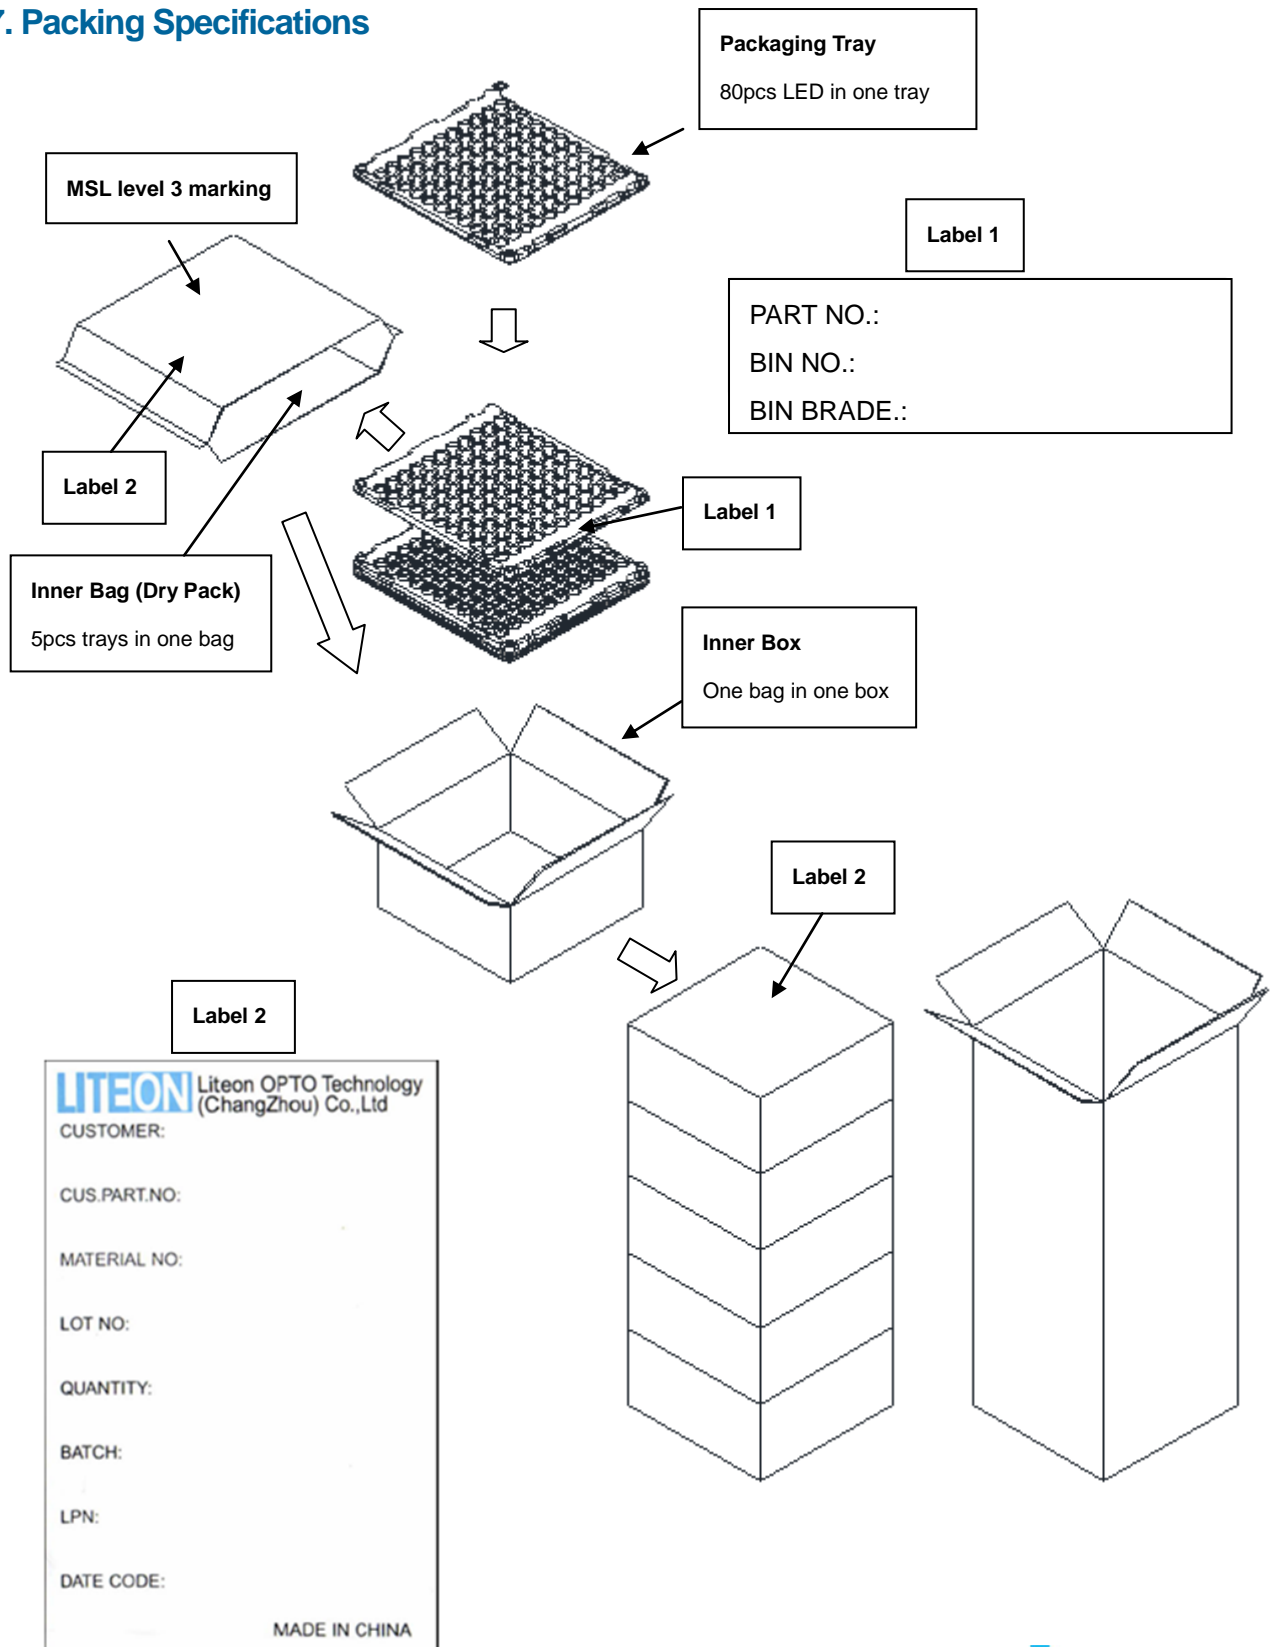 7. Packing Specifications
Packaging Tray
80pcs LED in one tray
MSL level 3 marking
Label 1
PART NO.:
BIN NO.:
BIN BRADE.:
Label 2
Label 1
Inner Bag (Dry Pack)
5pcs trays in one bag
Inner Box
One bag in one box
Label 2
Label 2
LITEON Liteon OPTO Technology
(ChangZhou) Co.,Ltd
CUSTOMER:
CUS.PART.NO:
MATERIAL NO:
LOT NO:
QUANTITY:
BATCH:
LPN:
DATE CODE:
MADE IN CHINA